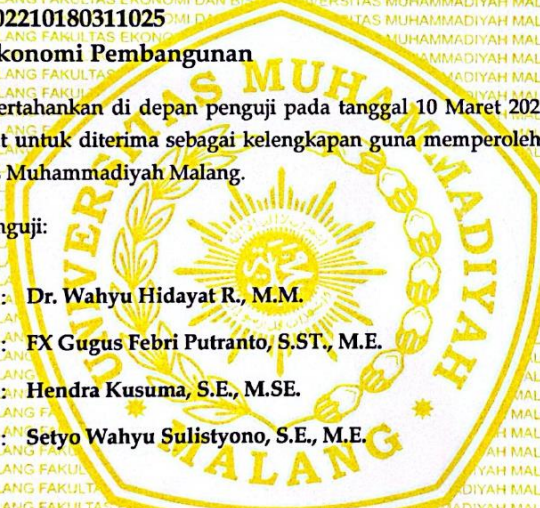 02210180311025
konomi Pembangunan
ertahankan di depan penguji pada tanggal 10 Maret 202
t untuk diterima sebagai kelengkapan guna memperoleh
s Muhammadiyah Malang.
nguji:
: Dr. Wahyu Hidayat R., M.M.
: FX Gugus Febri Putranto, S.ST., M.E.
: Hendra Kusuma, S.E., M.SE.
: Setyo Wahyu Sulistyono, S.E., M.E.
UNIVERSITAS MUHAMMADIYAH
MALANG